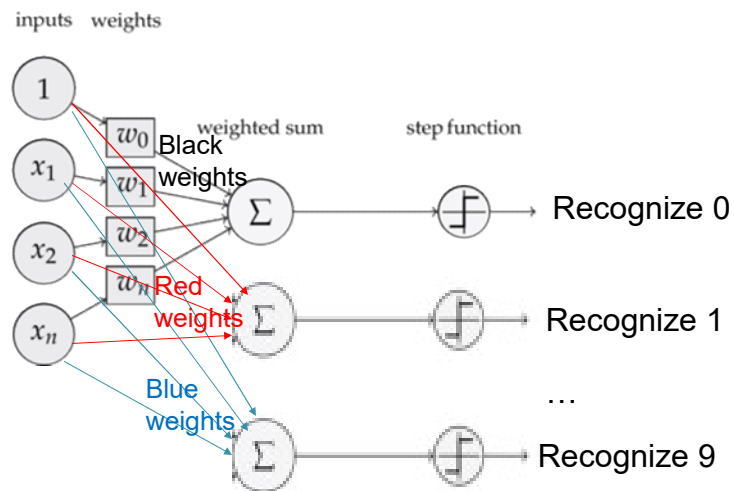 inputs weights
1
w₀
Black
weights
weighted sum
step function
x₁
w₁
Σ
Recognize 0
x₂
w₂
wₙ
Red
weights
Σ
Recognize 1
xₙ
Blue
weights
...
Σ
Recognize 9